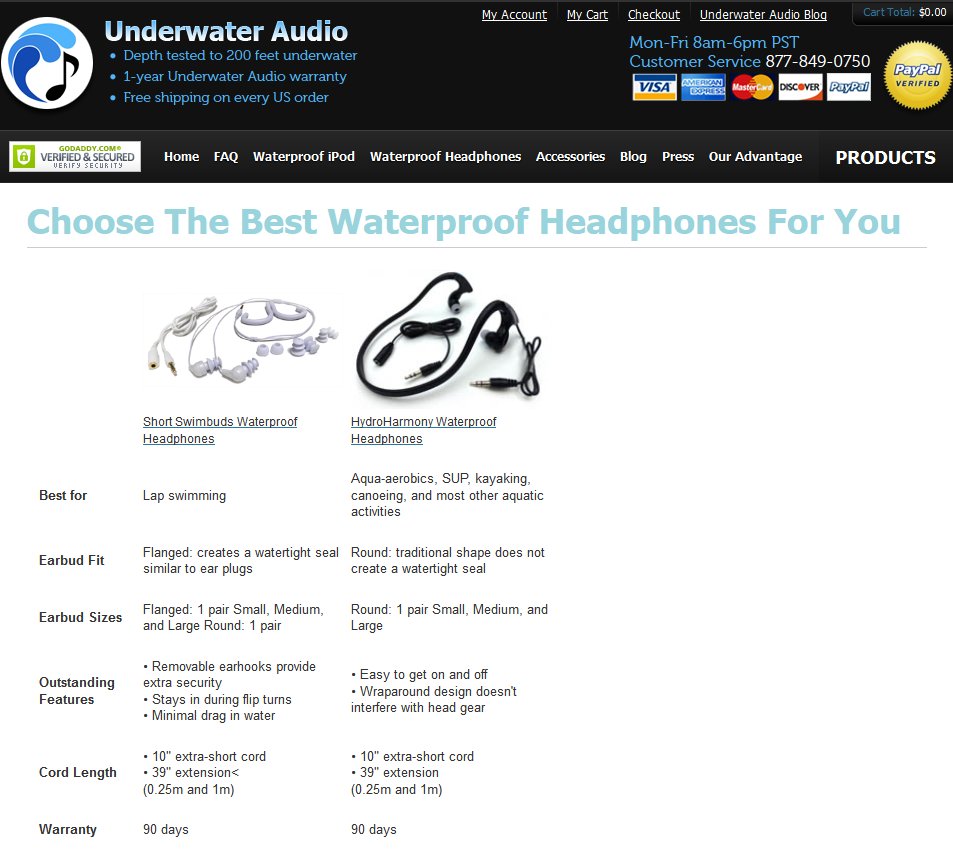 My Account
My Cart
Checkout
Underwater Audio Blog
Cart Total: $0.00
Underwater Audio
• Depth tested to 200 feet underwater
• 1-year Underwater Audio warranty
• Free shipping on every US order
Mon-Fri 8am-6pm PST
Customer Service 877-849-0750
VISA
AMERICAN EXPRESS
MasterCard
DISCOVER
PayPal
PayPal
VERIFIED
GODADDY.COM®
VERIFIED & SECURED
VERIFY SECURITY
Home
FAQ
Waterproof iPod
Waterproof Headphones
Accessories
Blog
Press
Our Advantage
PRODUCTS
Choose The Best Waterproof Headphones For You
Short Swimbuds Waterproof
Headphones
HydroHarmony Waterproof
Headphones
Best for
Lap swimming
Aqua-aerobics, SUP, kayaking,
canoeing, and most other aquatic
activities
Earbud Fit
Flanged: creates a watertight seal
similar to ear plugs
Round: traditional shape does not
create a watertight seal
Earbud Sizes
Flanged: 1 pair Small, Medium,
and Large Round: 1 pair
Round: 1 pair Small, Medium, and
Large
Outstanding
Features
• Removable earhooks provide
extra security
• Stays in during flip turns
• Minimal drag in water
• Easy to get on and off
• Wraparound design doesn't
interfere with head gear
Cord Length
• 10" extra-short cord
• 39" extension<
(0.25m and 1m)
• 10" extra-short cord
• 39" extension
(0.25m and 1m)
Warranty
90 days
90 days